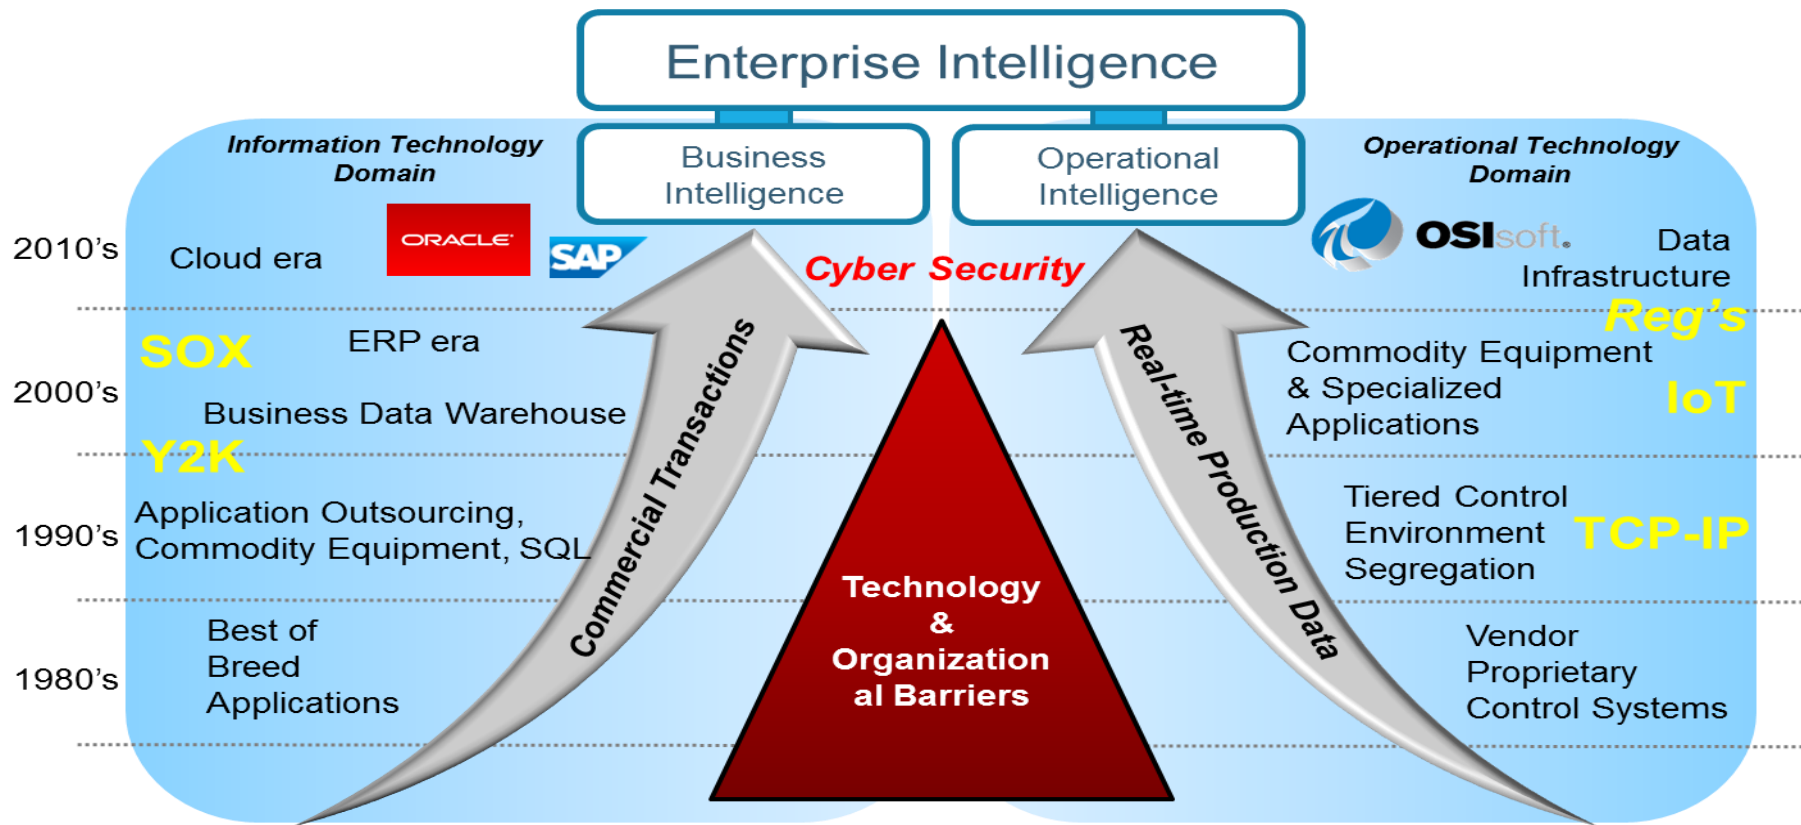 Enterprise Intelligence
Information Technology
Domain
Business
Intelligence
Operational
Intelligence
Operational Technology
Domain
2010's
Cloud era
ORACLE
SAP
Cyber Security
OSIsoft.
Data
Infrastructure
Reg's
SOX
ERP era
2000's
Business Data Warehouse
Commodity Equipment
& Specialized
Applications
IoT
Y2K
1990's
Application Outsourcing,
Commodity Equipment, SQL
Tiered Control
Environment
Segregation
TCP-IP
1980's
Best of
Breed
Applications
Commercial Transactions
Technology
&
Organization
al Barriers
Real-time Production Data
Vendor
Proprietary
Control Systems